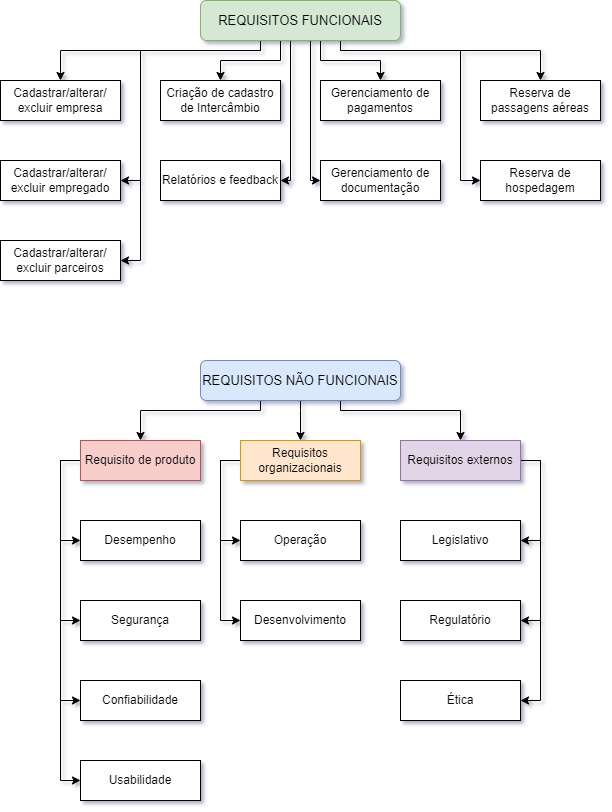 REQUISITOS FUNCIONAIS
Cadastrar/alterar/
excluir empresa
Criação de cadastro
de Intercâmbio
Gerenciamento de
pagamentos
Reserva de
passagens aéreas
Cadastrar/alterar/
excluir empregado
Relatórios e feedback
Gerenciamento de
documentação
Reserva de
hospedagem
Cadastrar/alterar/
excluir parceiros
REQUISITOS NÃO FUNCIONAIS
Requisito de produto
Requisitos
organizacionais
Requisitos externos
Desempenho
Operação
Legislativo
Segurança
Desenvolvimento
Regulatório
Confiabilidade
Ética
Usabilidade